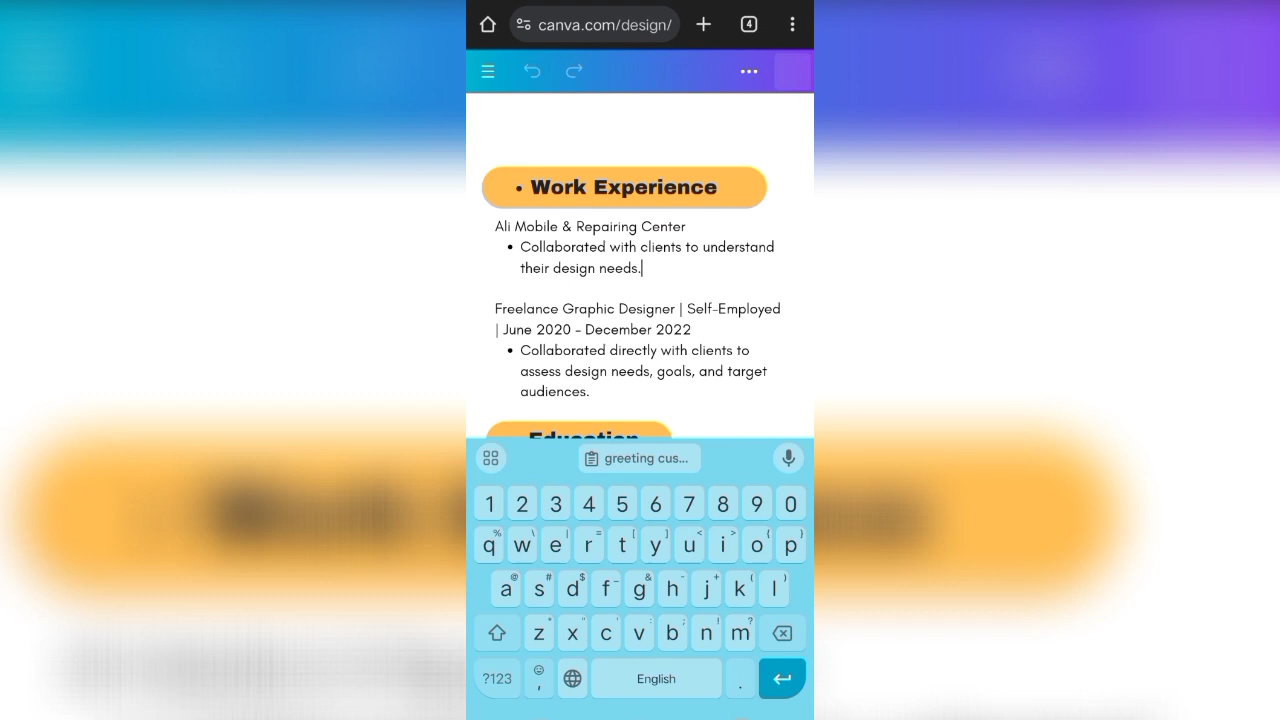 canva.com/design/
4
• Work Experience
Ali Mobile & Repairing Center
• Collaborated with clients to understand
their design needs.
Freelance Graphic Designer | Self-Employed
| June 2020 - December 2022
• Collaborated directly with clients to
assess design needs, goals, and target
audiences.
Education
greeting cus...
1 2 3 4 5 6 7 8 9 0
% \ | = [ ] < > { }
q w e r t y u i o p
@ # $ _ & - + ( )
a s d f g h j k l
* " ' : ; ! ?
z x c v b n m
?123 , English .